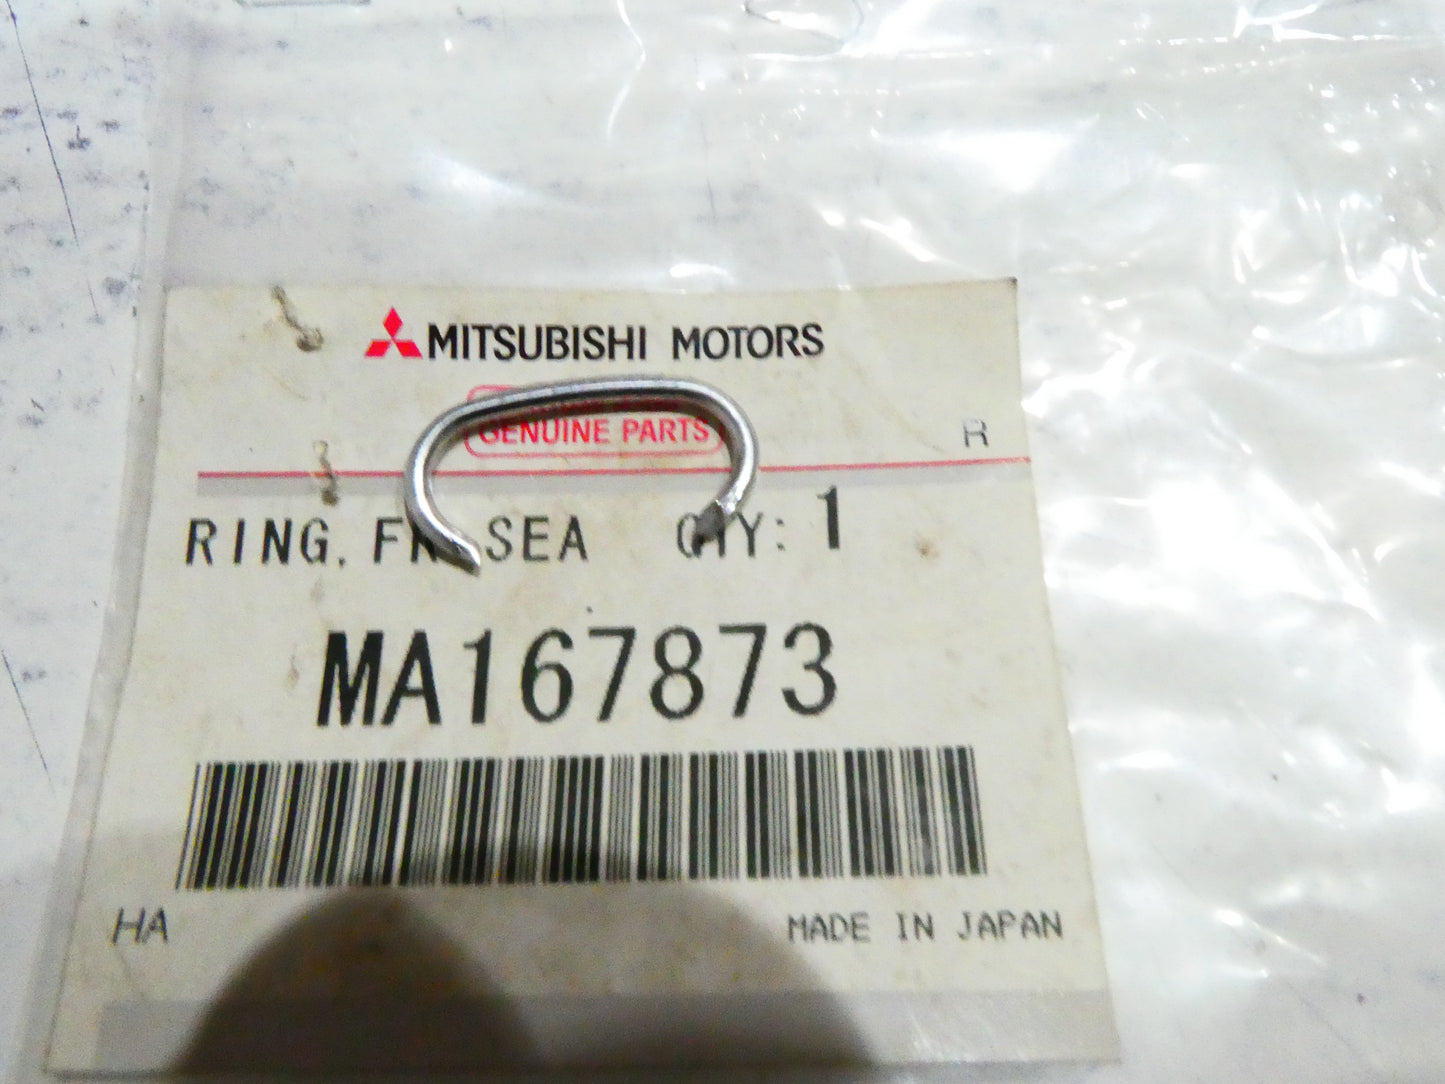 MITSUBISHI MOTORS
GENUINE PARTS
R
RING, FR SEA QTY: 1
MA167873
HA
MADE IN JAPAN